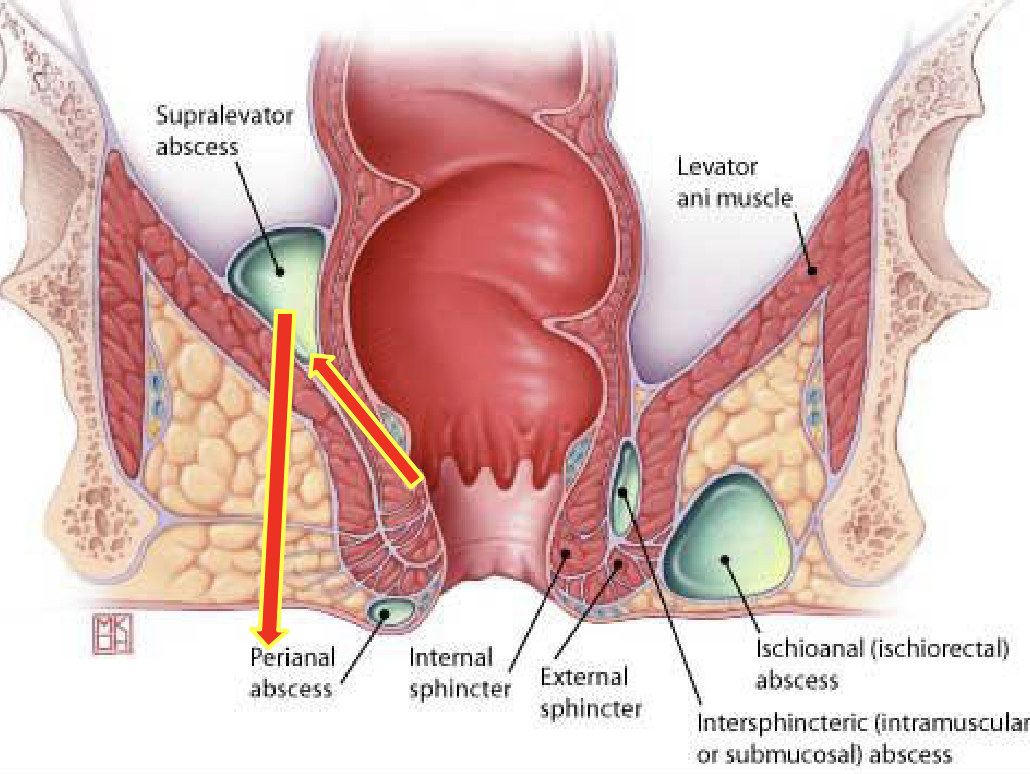 Supralevator
abscess
Levator
ani muscle
Perianal
abscess
Internal
sphincter
External
sphincter
Ischioanal (ischiorectal)
abscess
Intersphincteric (intramuscular
or submucosal) abscess